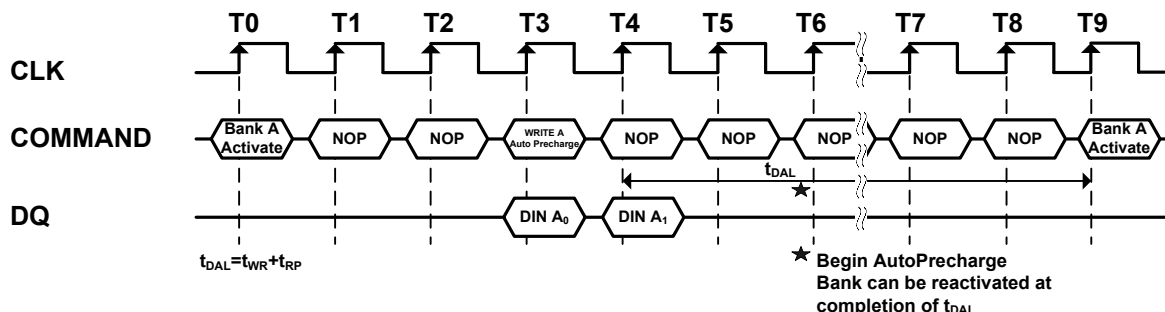 T0 T1 T2 T3 T4 T5 T6 T7 T8 T9
CLK
COMMAND
Bank A
Activate
NOP
NOP
WRITE A
Auto Precharge
NOP
NOP
NOP
NOP
NOP
Bank A
Activate
tDAL
DQ
DIN A0
DIN A1
tDAL=tWR+tRP
★ Begin AutoPrecharge
Bank can be reactivated at
completion of tDAL